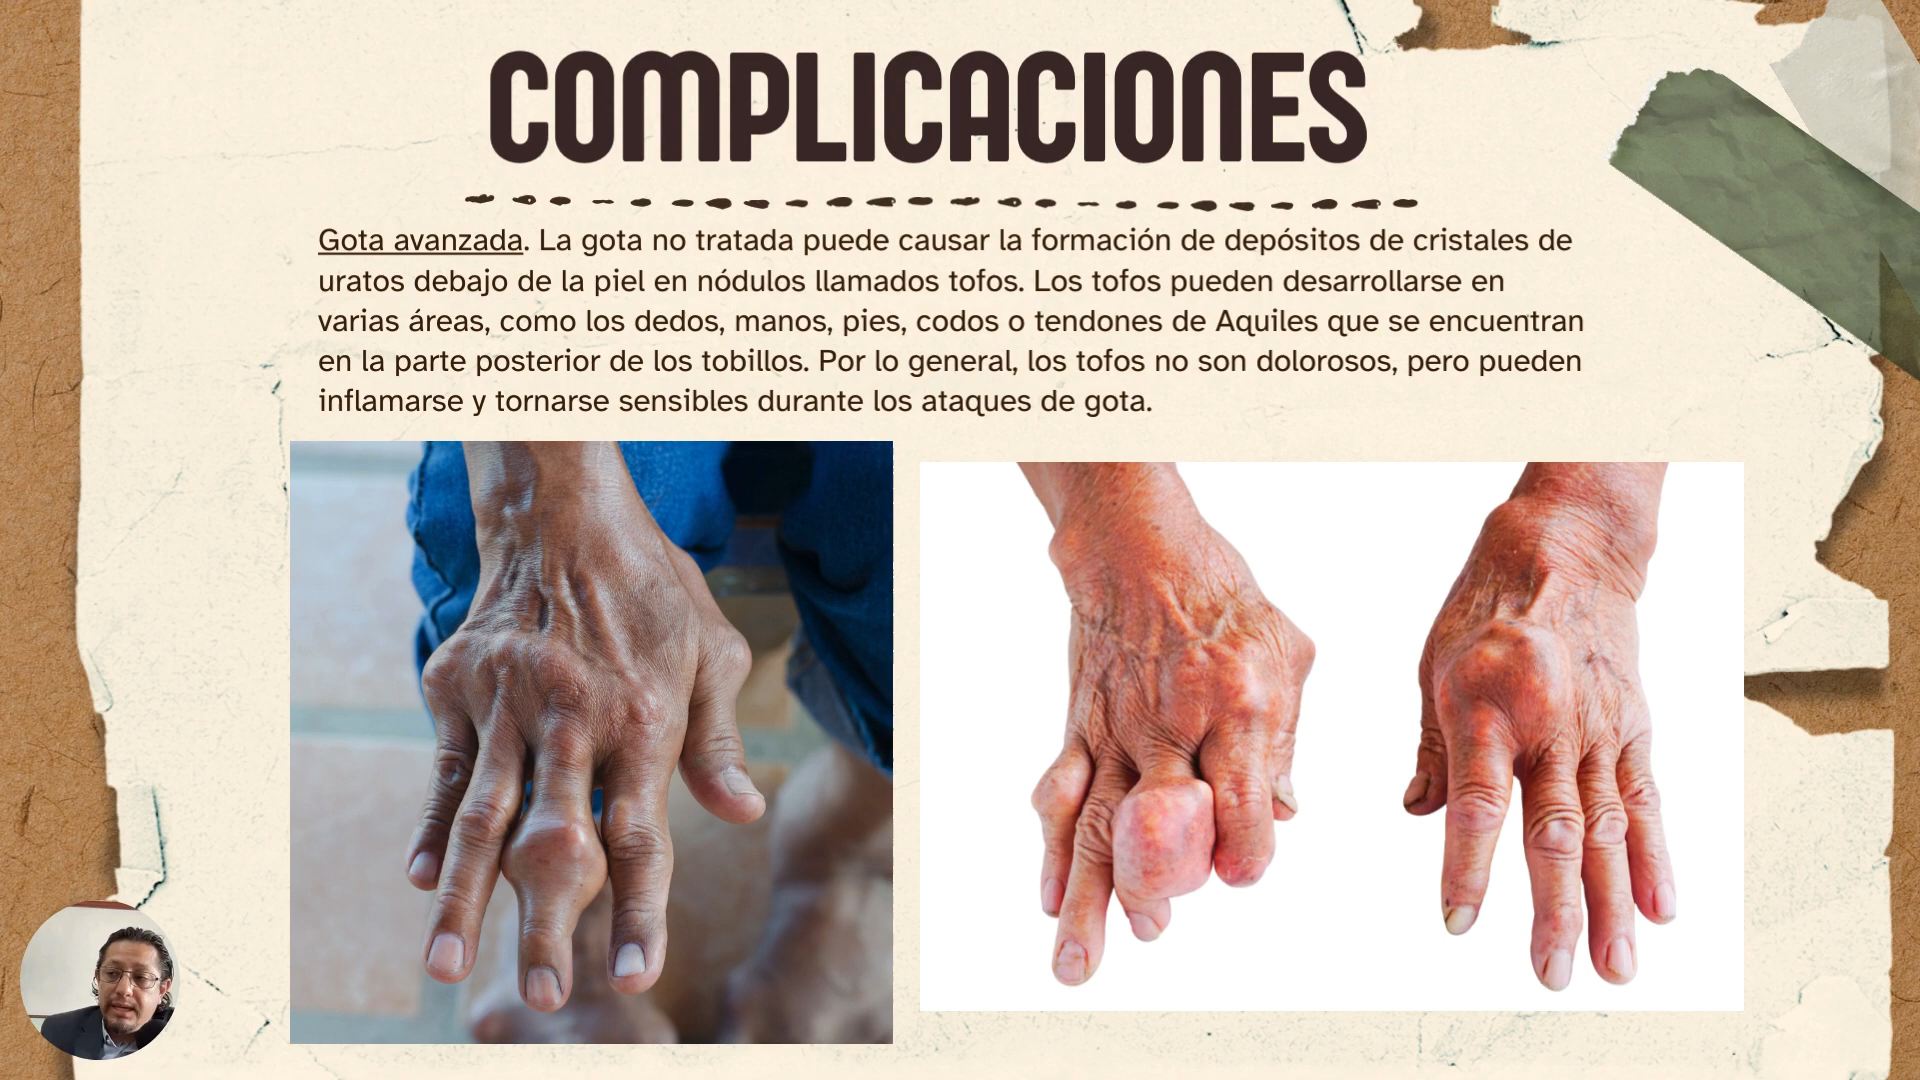 COMPLICACIONES
Gota avanzada. La gota no tratada puede causar la formación de depósitos de cristales de
uratos debajo de la piel en nódulos llamados tofos. Los tofos pueden desarrollarse en
varias áreas, como los dedos, manos, pies, codos o tendones de Aquiles que se encuentran
en la parte posterior de los tobillos. Por lo general, los tofos no son dolorosos, pero pueden
inflamarse y tornarse sensibles durante los ataques de gota.